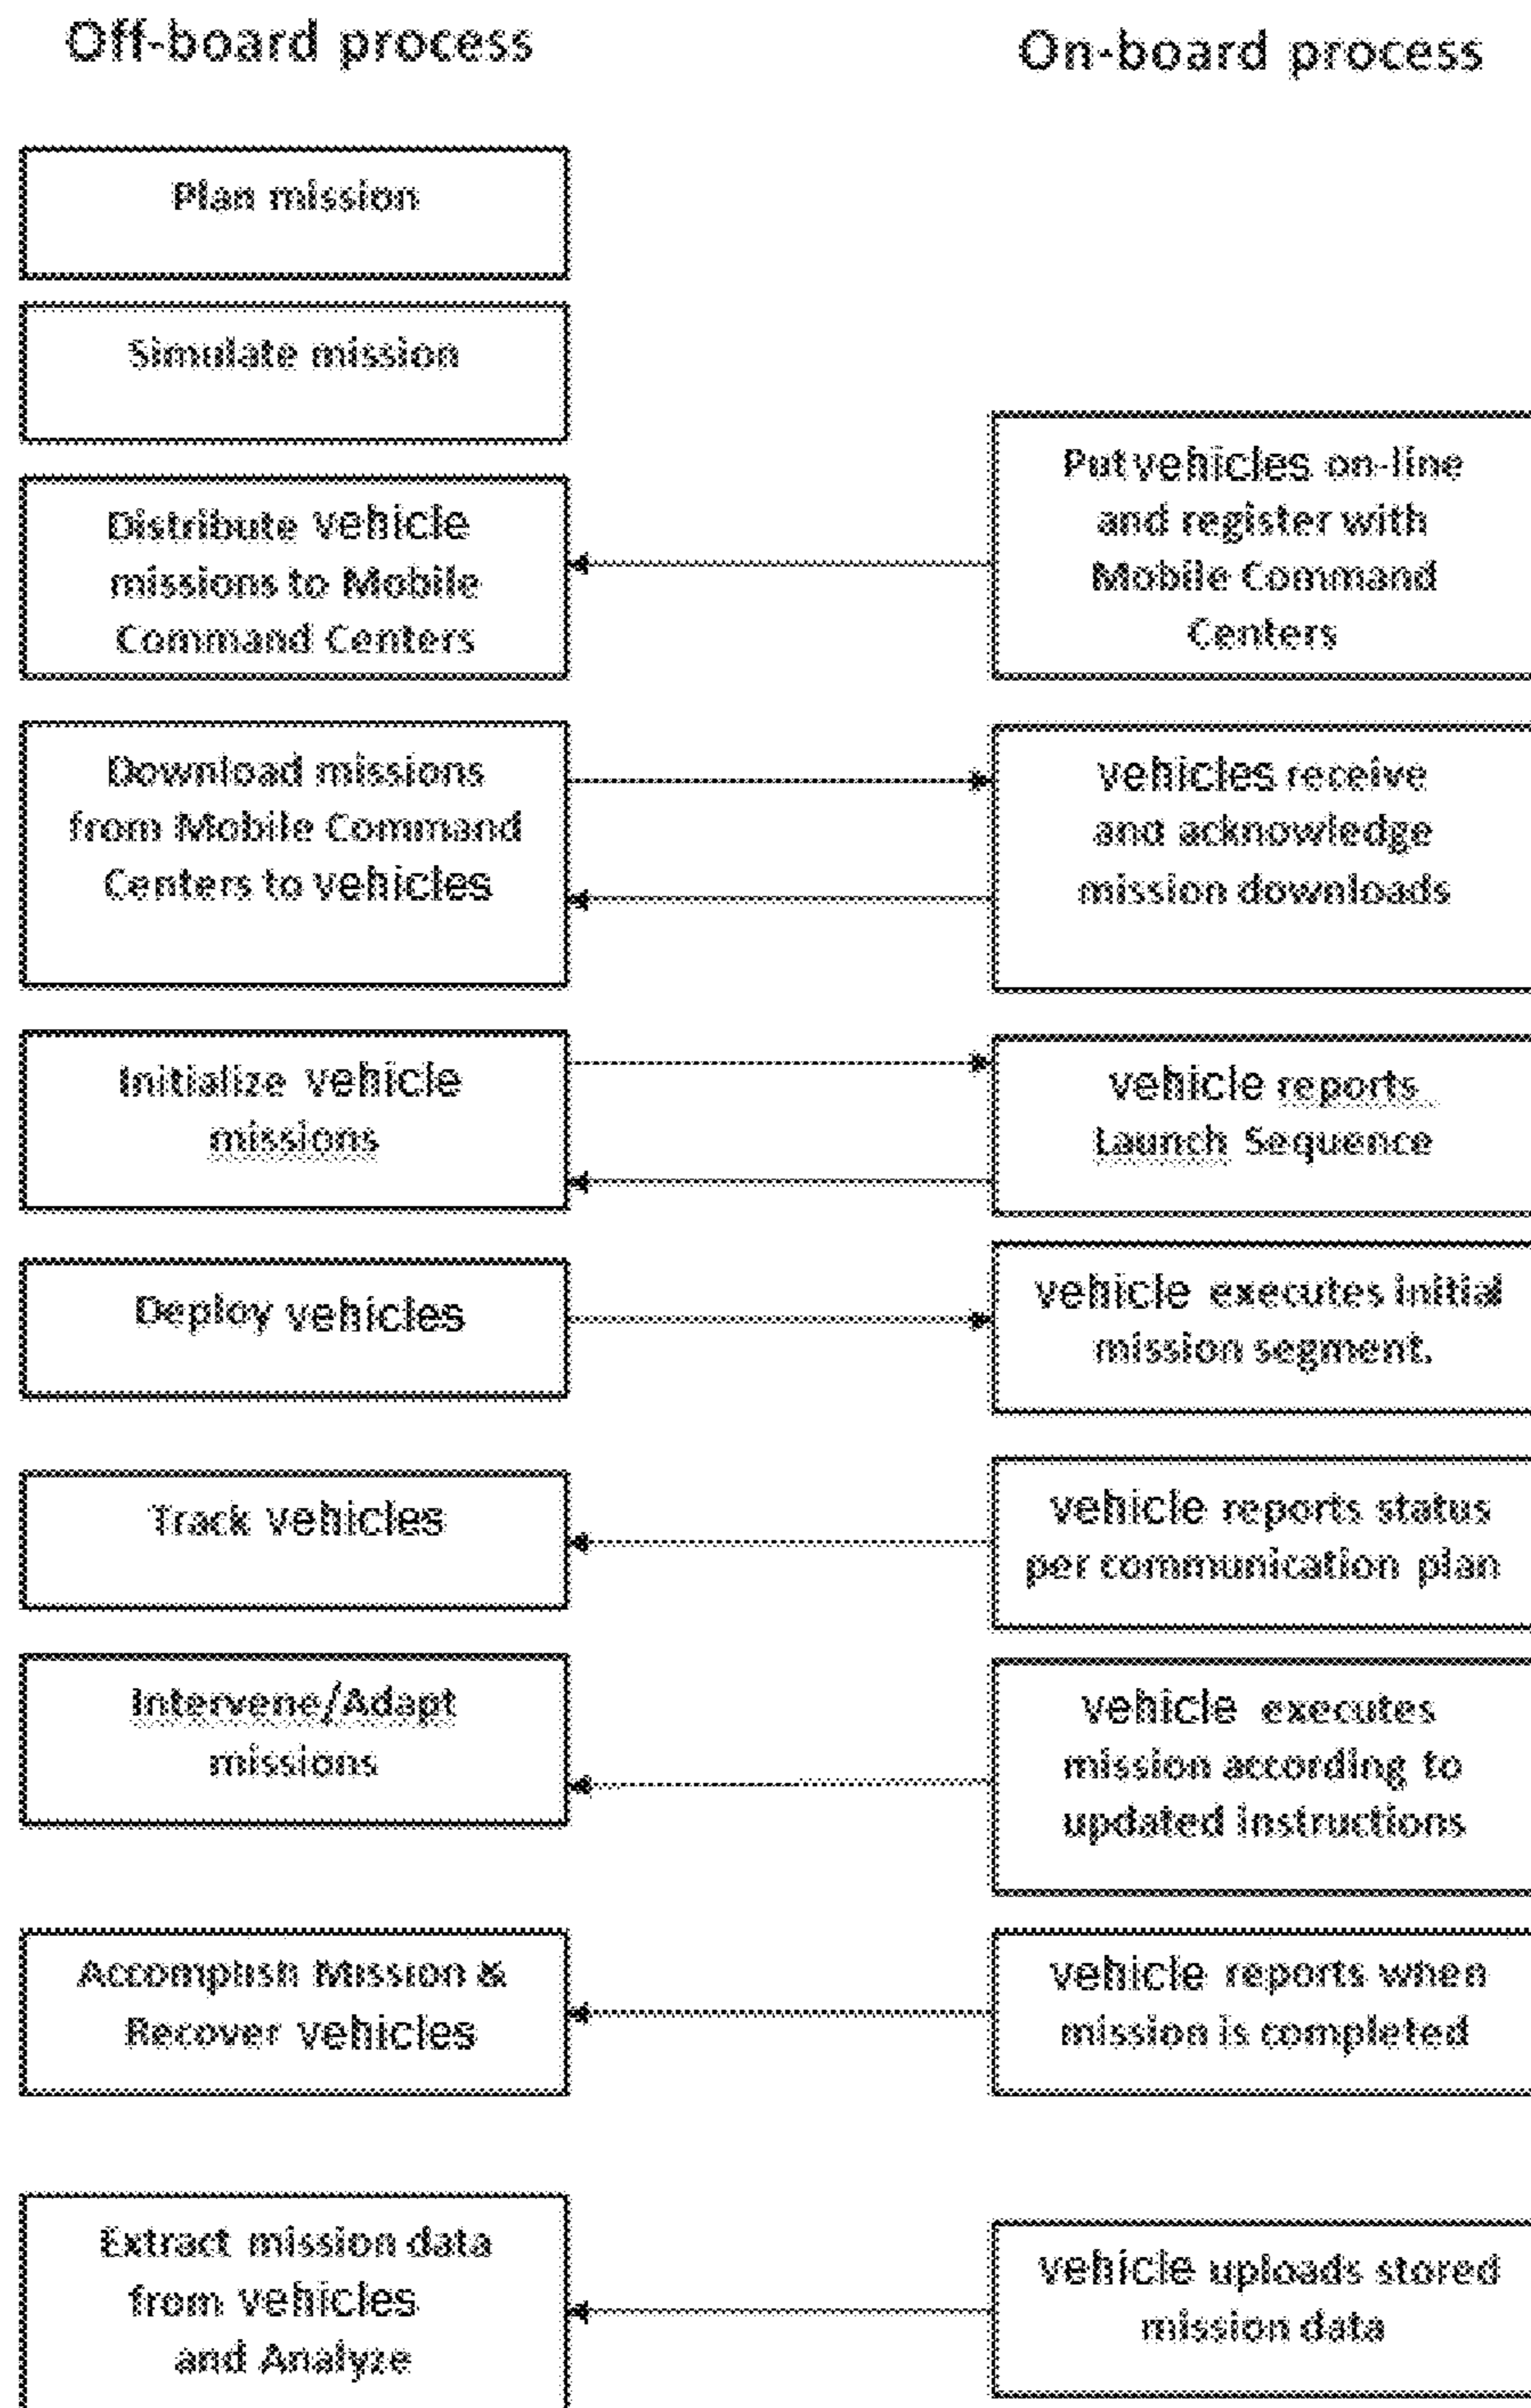 Off-board process
On-board process
Plan mission
Simulate mission
Distribute vehicle
missions to Mobile
Command Centers
Put vehicles on-line
and register with
Mobile Command
Centers
Download missions
from Mobile Command
Centers to vehicles
vehicles receive
and acknowledge
mission downloads
Initialize vehicle
missions
vehicle reports
Launch Sequence
Deploy vehicles
vehicle executes initial
mission segment.
Track vehicles
vehicle reports status
per communication plan
Intervene/Adapt
missions
vehicle executes
mission according to
updated instructions
Accomplish Mission &
Recover vehicles
vehicle reports when
mission is completed
Extract mission data
from vehicles
and Analyze
vehicle uploads stored
mission data